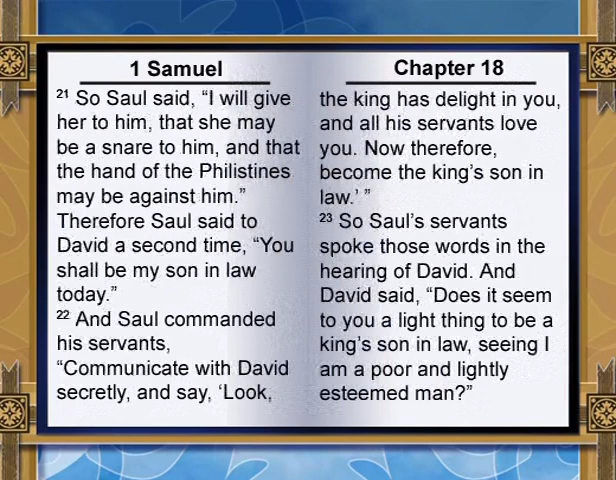 1 Samuel
²¹ So Saul said, “I will give
her to him, that she may
be a snare to him, and that
the hand of the Philistines
may be against him.”
Therefore Saul said to
David a second time, “You
shall be my son in law
today.”
²² And Saul commanded
his servants,
“Communicate with David
secretly, and say, ‘Look,
Chapter 18
the king has delight in you,
and all his servants love
you. Now therefore,
become the king’s son in
law.’ ”
²³ So Saul’s servants
spoke those words in the
hearing of David. And
David said, “Does it seem
to you a light thing to be a
king’s son in law, seeing I
am a poor and lightly
esteemed man?”